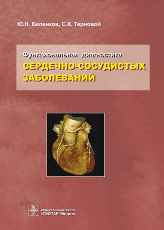 Ю.Н. Беленков, С.К. Терновой
Функциональная диагностика
СЕРДЕЧНО-СОСУДИСТЫХ
ЗАБОЛЕВАНИЙ